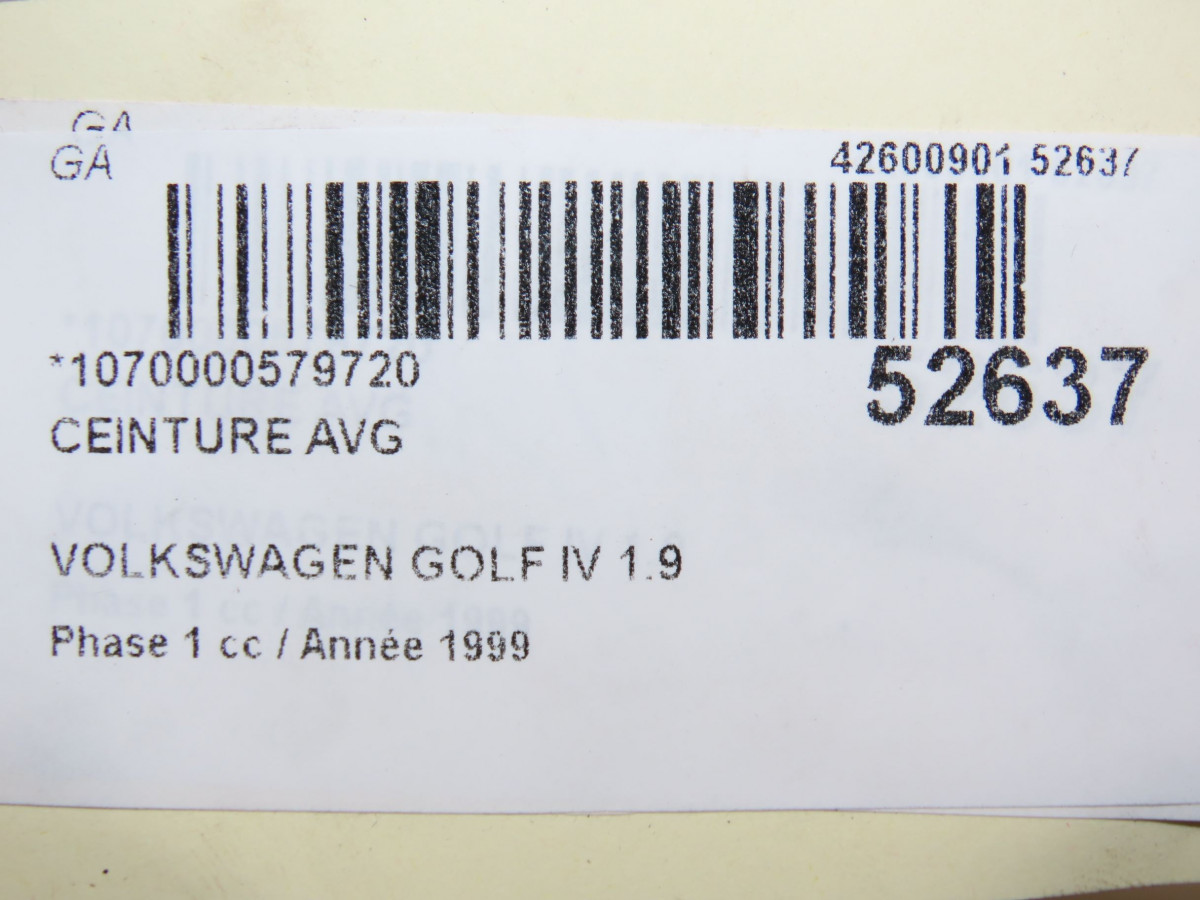 GA
GA 42600901 52637
*1070000579720 52637
CEINTURE AVG
VOLKSWAGEN GOLF IV 1.9
Phase 1 cc / Année 1999